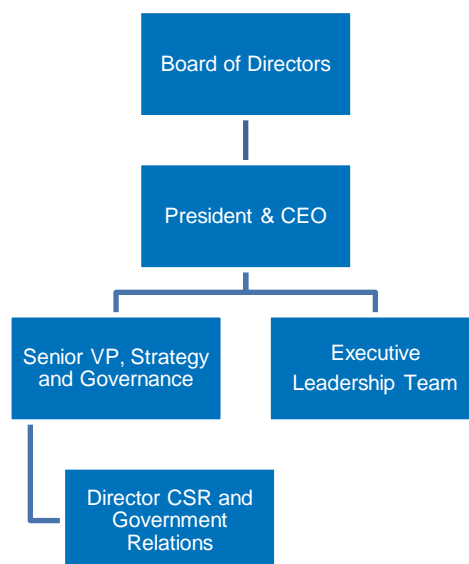 Board of Directors
President & CEO
Senior VP, Strategy
and Governance
Executive
Leadership Team
Director CSR and
Government
Relations